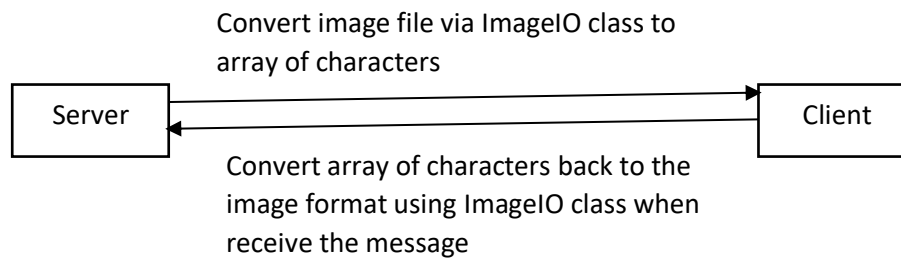 Convert image file via ImageIO class to
array of characters
Server
Client
Convert array of characters back to the
image format using ImageIO class when
receive the message